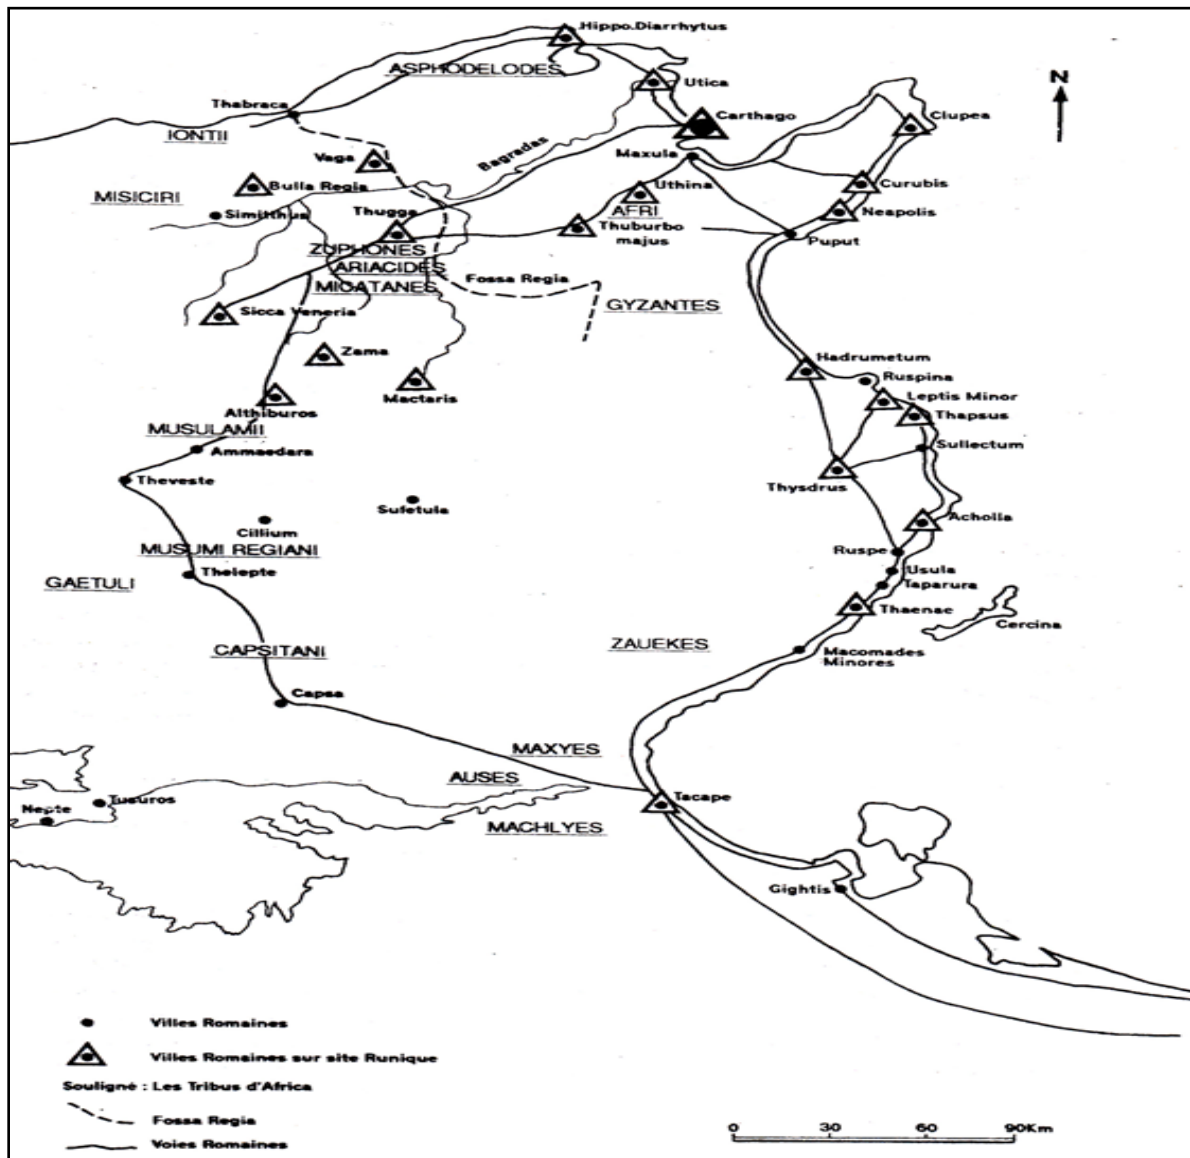 Hippo.Diarrhytus
ASPHODELODES
Utica
Thabraca
Carthago
Clupea
IONTII
Bagradas
Vaga
Maxula
Bulla Regia
Uthina
Curubis
MISICIRI
Simitthus
Thugga
AFRI
Neapolis
Thuburbo
majus
Puput
ZUPHONES
ARIACIDES
Fossa Regia
MICATANES
GYZANTES
Sicca Veneria
Zama
Hadrumetum
Ruspina
Mactaris
Leptis Minor
Althiburos
Thapsus
MUSULAMII
Ammaedara
Sullectum
Theveste
Thysdrus
Sufetula
Acholla
Cillium
MUSUMI REGIANI
Ruspe
Thelepte
Usula
GAETULI
Taparura
Thaenae
Cercina
CAPSITANI
ZAUEKES
Macomades
Minores
Capsa
MAXYES
AUSES
Tusuros
Nepte
Tacape
MACHLYES
Gightis
N
Villes Romaines
Villes Romaines sur site Runique
Souligné : Les Tribus d'Africa
Fossa Regia
Voies Romaines
0 30 60 90Km